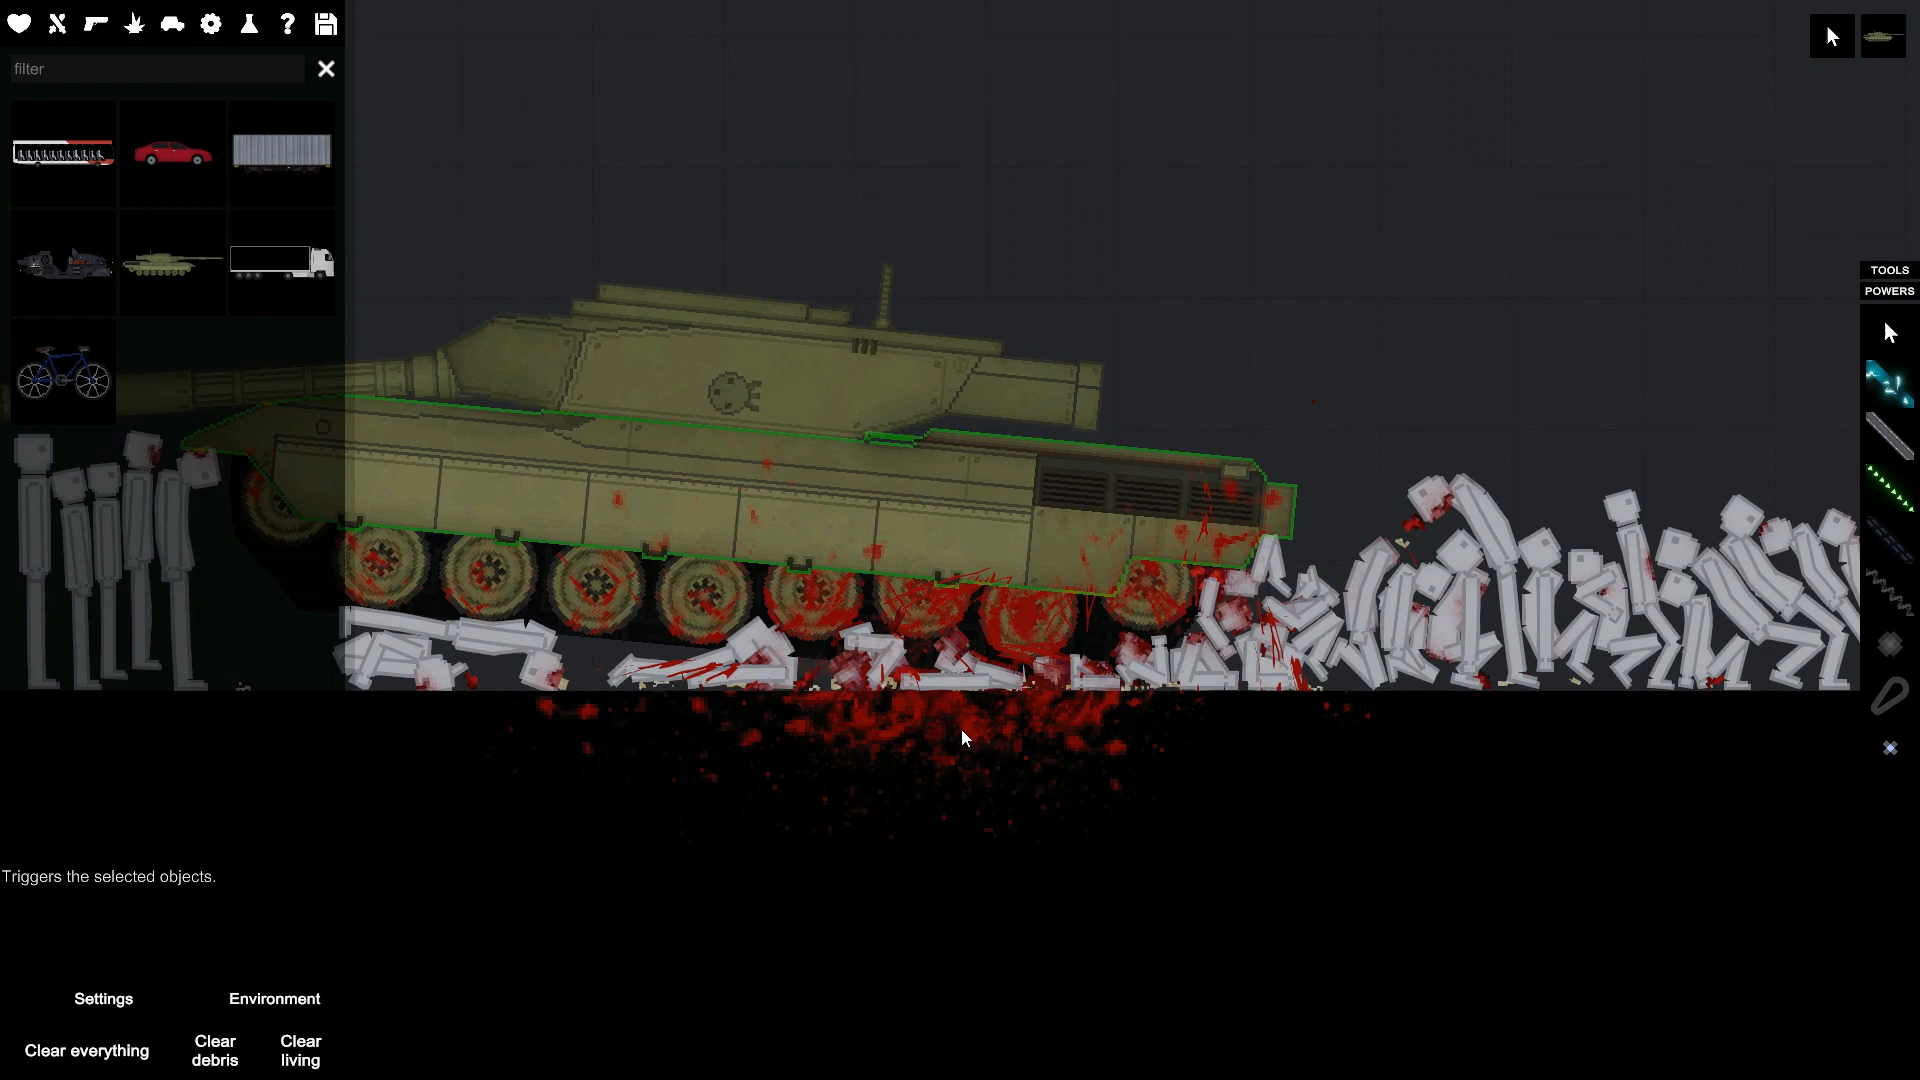 filter
TOOLS
POWERS
Triggers the selected objects.
Settings
Environment
Clear everything
Clear
debris
Clear
living